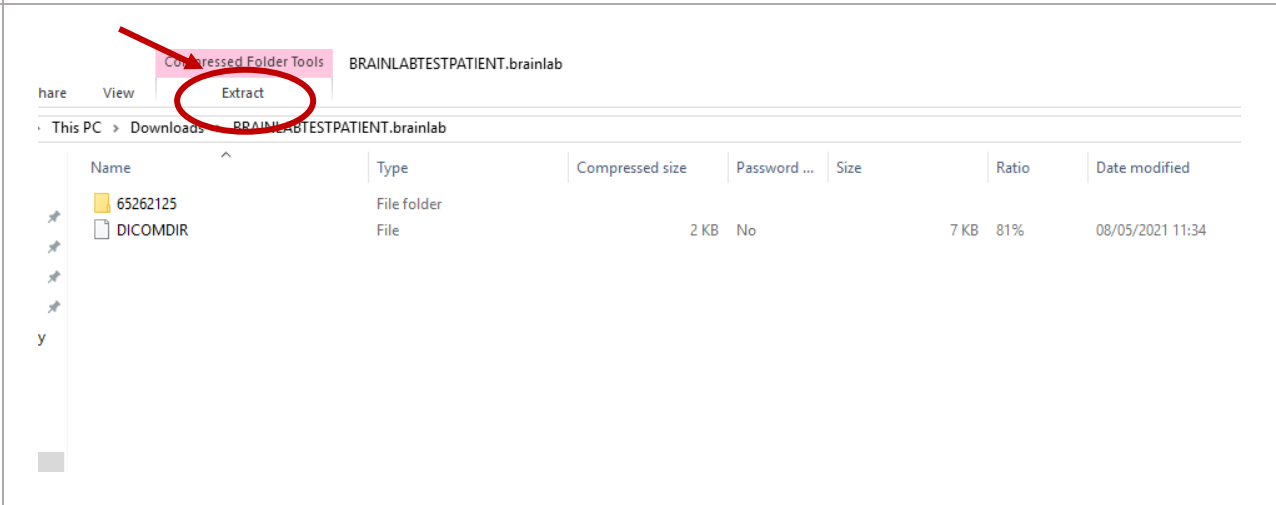 Compressed Folder Tools BRAINLABTESTPATIENT.brainlab
hare View Extract
This PC > Downloads > BRAINLABTESTPATIENT.brainlab
Name Type Compressed size Password ... Size Ratio Date modified
65262125 File folder
DICOMDIR File 2 KB No 7 KB 81% 08/05/2021 11:34
y